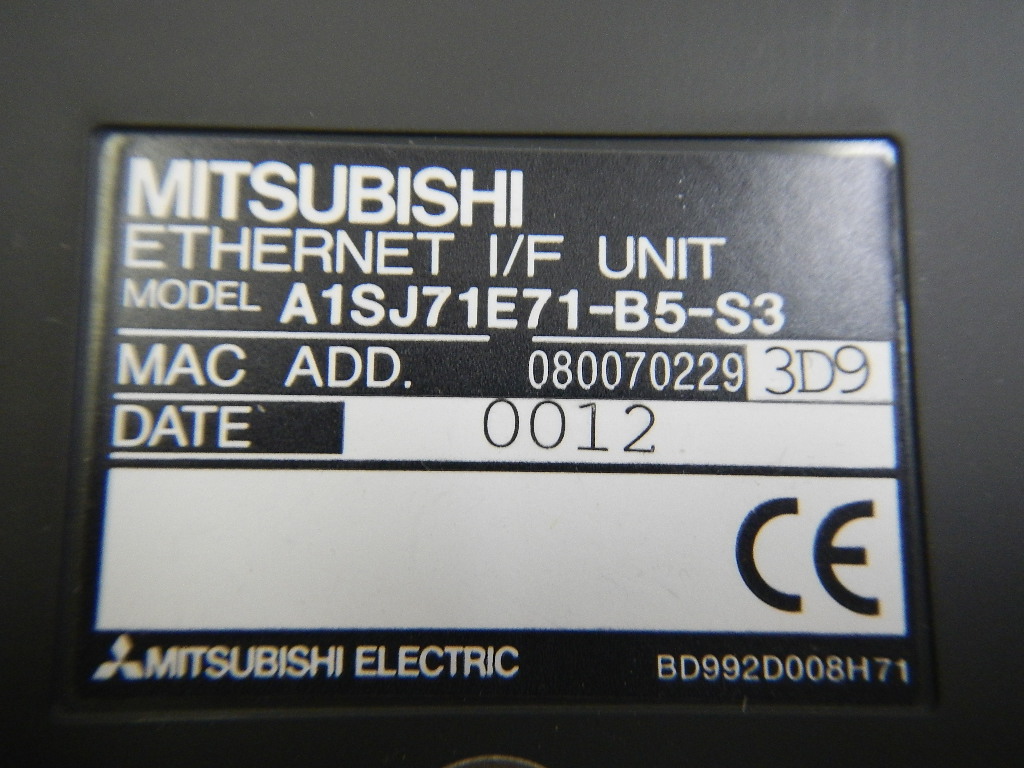 MITSUBISHI
ETHERNET I/F UNIT
MODEL A1SJ71E71-B5-S3
MAC ADD. 080070229 3D9
DATE 0012
CE
MITSUBISHI ELECTRIC BD992D008H71